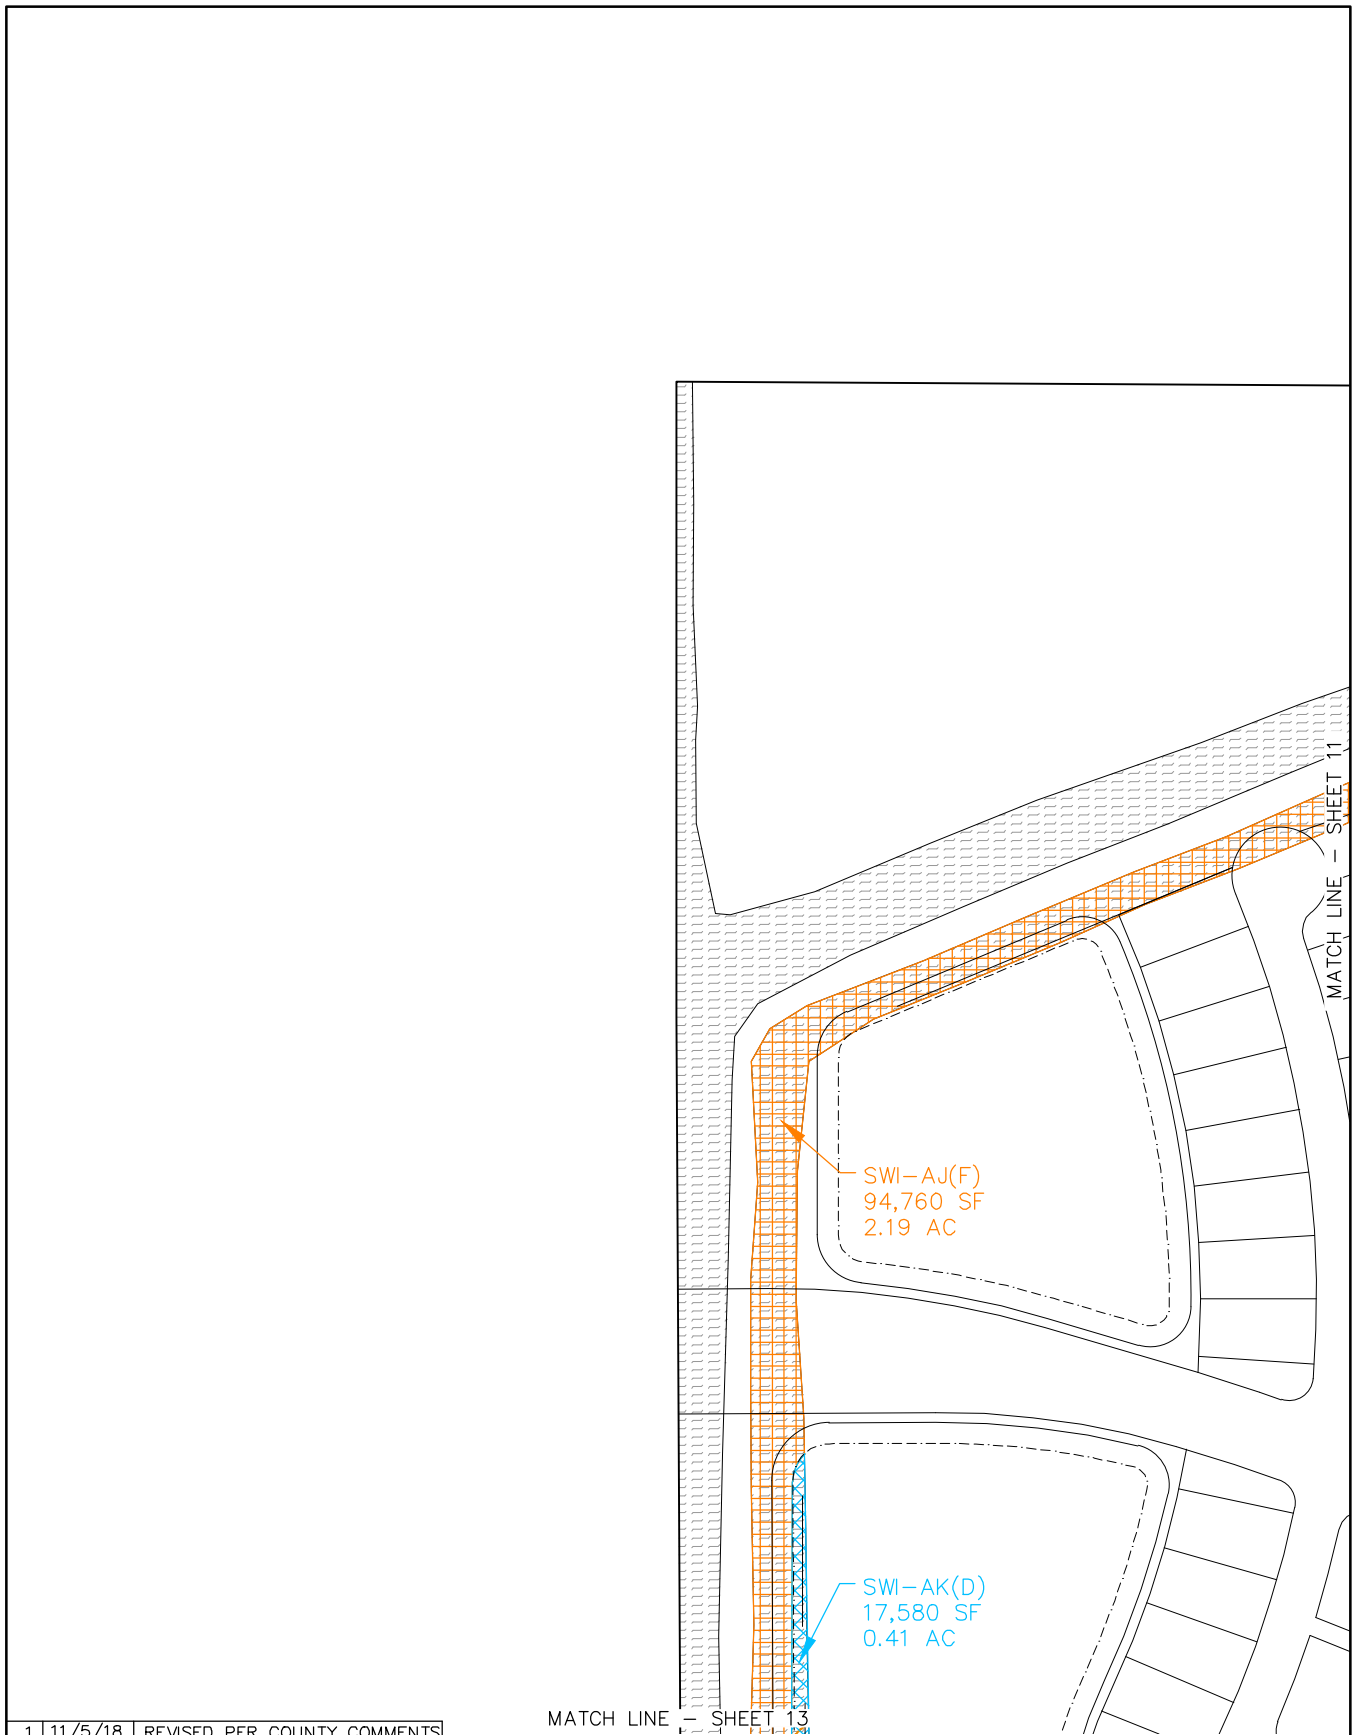 MATCH LINE – SHEET 11
SWI–AJ(F)
94,760 SF
2.19 AC
SWI–AK(D)
17,580 SF
0.41 AC
MATCH LINE – SHEET 13
1 11/5/18 REVISED PER COUNTY COMMENTS